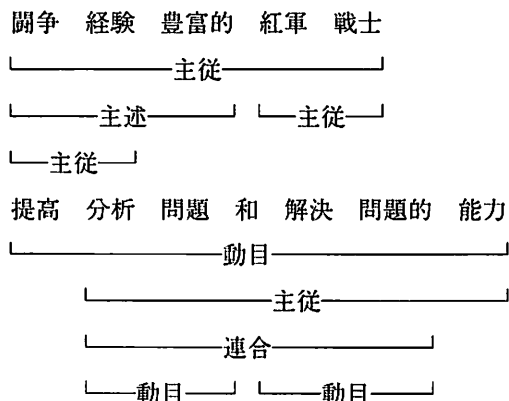 闘争 経験 豊富的 紅軍 戦士
主従
主述 主従
主従
提高 分析 問題 和 解決 問題的 能力
動目
主従
連合
動目 動目